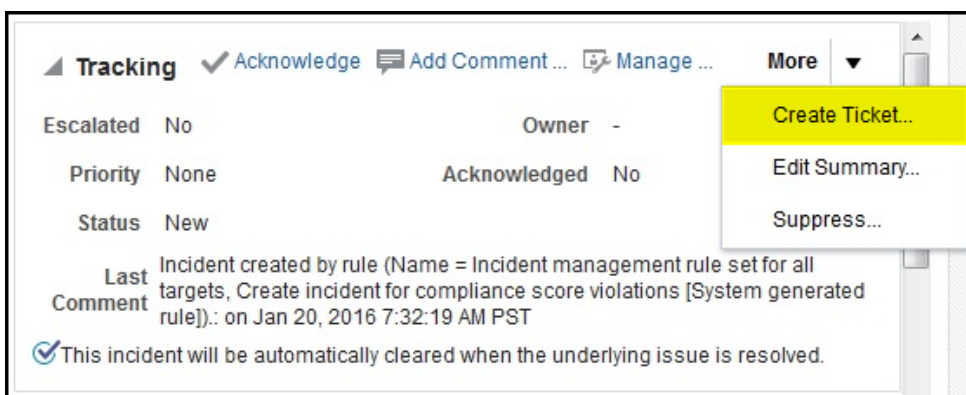 Tracking Acknowledge Add Comment ... Manage ... More
Create Ticket...
Edit Summary...
Suppress...
Escalated No Owner -
Priority None Acknowledged No
Status New
Last Comment Incident created by rule (Name = Incident management rule set for all
targets, Create incident for compliance score violations [System generated
rule]).: on Jan 20, 2016 7:32:19 AM PST
This incident will be automatically cleared when the underlying issue is resolved.